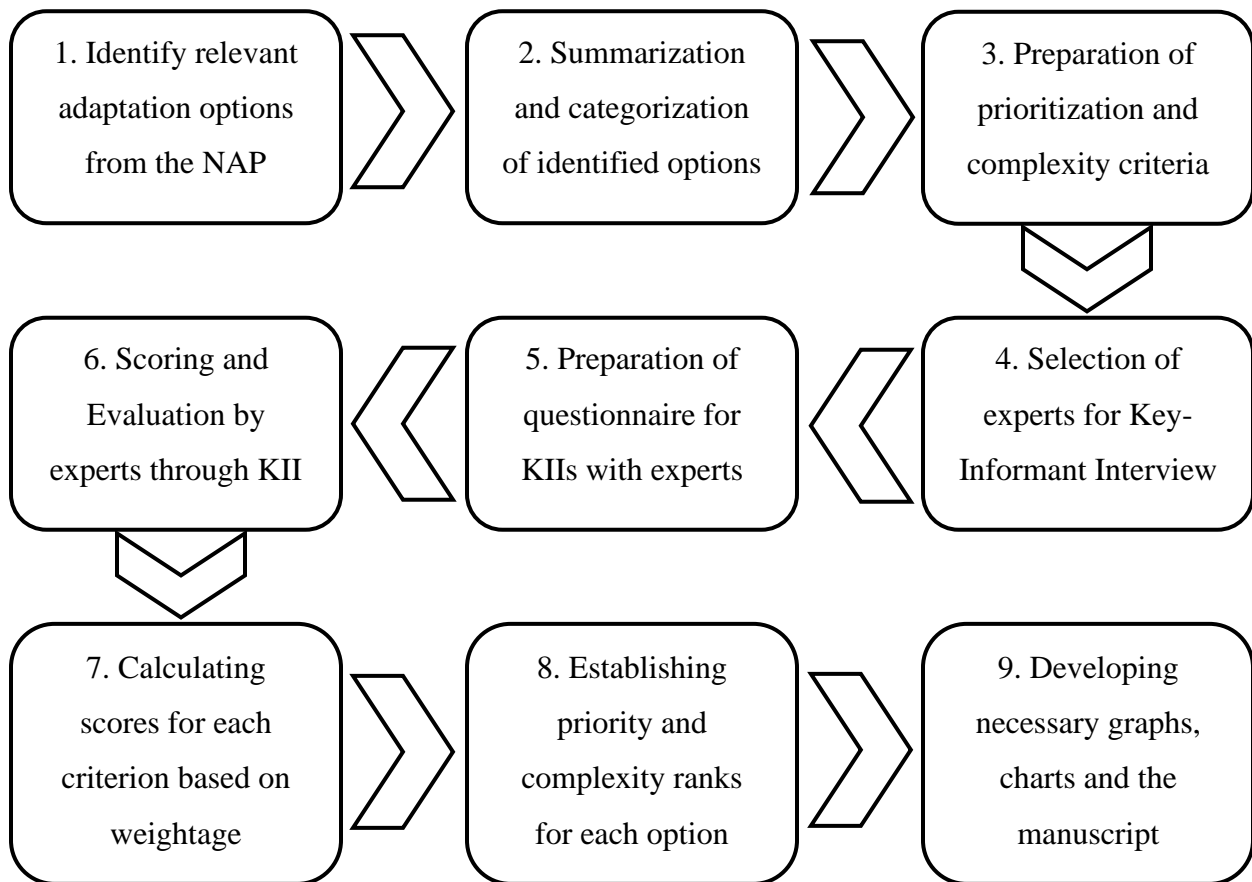 1. Identify relevant
adaptation options
from the NAP
2. Summarization
and categorization
of identified options
3. Preparation of
prioritization and
complexity criteria
4. Selection of
experts for Key-
Informant Interview
5. Preparation of
questionnaire for
KIIs with experts
6. Scoring and
Evaluation by
experts through KII
7. Calculating
scores for each
criterion based on
weightage
8. Establishing
priority and
complexity ranks
for each option
9. Developing
necessary graphs,
charts and the
manuscript